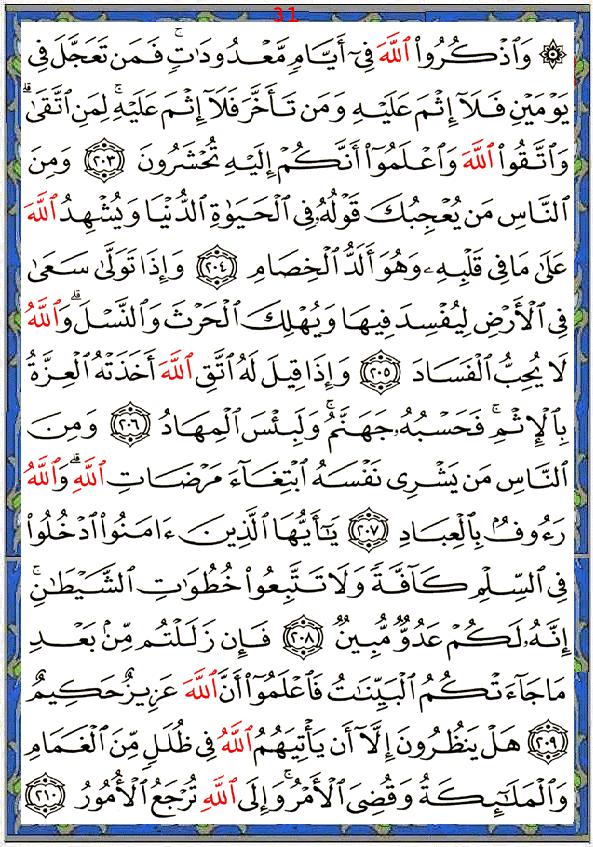 31
۞ وَٱذْكُرُوا۟ ٱللَّهَ فِىٓ أَيَّامٍ مَّعْدُودَٰتٍ ۚ فَمَن تَعَجَّلَ فِى
يَوْمَيْنِ فَلَآ إِثْمَ عَلَيْهِ وَمَن تَأَخَّرَ فَلَآ إِثْمَ عَلَيْهِ ۚ لِمَنِ ٱتَّقَىٰ ۗ
وَٱتَّقُوا۟ ٱللَّهَ وَٱعْلَمُوٓا۟ أَنَّكُمْ إِلَيْهِ تُحْشَرُونَ ٢٠٣ وَمِنَ
ٱلنَّاسِ مَن يُعْجِبُكَ قَوْلُهُۥ فِى ٱلْحَيَوٰةِ ٱلدُّنْيَا وَيُشْهِدُ ٱللَّهَ
عَلَىٰ مَا فِى قَلْبِهِۦ وَهُوَ أَلَدُّ ٱلْخِصَامِ ٢٠٤ وَإِذَا تَوَلَّىٰ سَعَىٰ
فِى ٱلْأَرْضِ لِيُفْسِدَ فِيهَا وَيُهْلِكَ ٱلْحَرْثَ وَٱلنَّسْلَ ۗ وَٱللَّهُ
لَا يُحِبُّ ٱلْفَسَادَ ٢٠٥ وَإِذَا قِيلَ لَهُ ٱتَّقِ ٱللَّهَ أَخَذَتْهُ ٱلْعِزَّةُ
بِٱلْإِثْمِ ۚ فَحَسْبُهُۥ جَهَنَّمُ ۚ وَلَبِئْسَ ٱلْمِهَادُ ٢٠٦ وَمِنَ
ٱلنَّاسِ مَن يَشْرِى نَفْسَهُ ٱبْتِغَآءَ مَرْضَاتِ ٱللَّهِ ۗ وَٱللَّهُ
رَءُوفٌۢ بِٱلْعِبَادِ ٢٠٧ يَٰٓأَيُّهَا ٱلَّذِينَ ءَامَنُوا۟ ٱدْخُلُوا۟
فِى ٱلسِّلْمِ كَآفَّةً وَلَا تَتَّبِعُوا۟ خُطُوَٰتِ ٱلشَّيْطَٰنِ ۚ
إِنَّهُۥ لَكُمْ عَدُوٌّ مُّبِينٌ ٢٠٨ فَإِن زَلَلْتُم مِّنۢ بَعْدِ
مَا جَآءَتْكُمُ ٱلْبَيِّنَٰتُ فَٱعْلَمُوٓا۟ أَنَّ ٱللَّهَ عَزِيزٌ حَكِيمٌ
٢٠٩ هَلْ يَنظُرُونَ إِلَّآ أَن يَأْتِيَهُمُ ٱللَّهُ فِى ظُلَلٍ مِّنَ ٱلْغَمَامِ
وَٱلْمَلَٰٓئِكَةُ وَقُضِىَ ٱلْأَمْرُ ۚ وَإِلَى ٱللَّهِ تُرْجَعُ ٱلْأُمُورُ ٢١٠